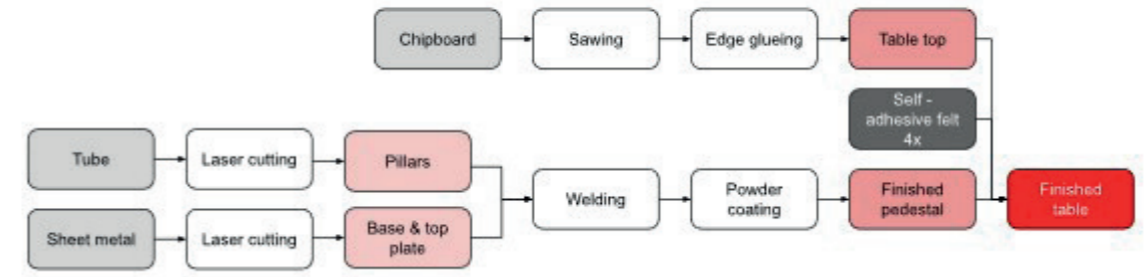 Chipboard
Sawing
Edge glueing
Table top
Self -
adhesive felt
4x
Tube
Laser cutting
Pillars
Welding
Powder
coating
Finished
pedestal
Finished
table
Sheet metal
Laser cutting
Base & top
plate